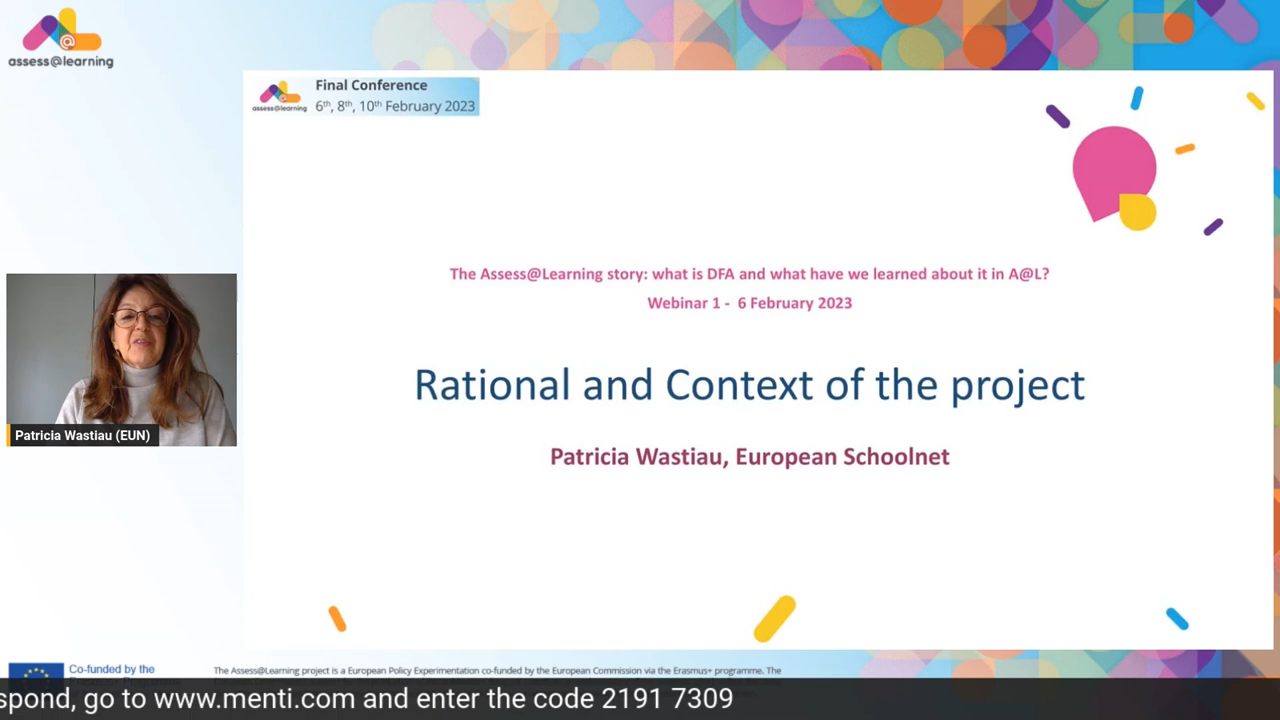 assess@learning
assess@learning
Final Conference
6th, 8th, 10th February 2023
The Assess@Learning story: what is DFA and what have we learned about it in A@L?
Webinar 1 - 6 February 2023
Rational and Context of the project
Patricia Wastiau, European Schoolnet
Patricia Wastiau (EUN)
Co-funded by the
The Assess@Learning project is a European Policy Experimentation co-funded by the European Commission via the Erasmus+ programme. The
spond, go to www.menti.com and enter the code 2191 7309